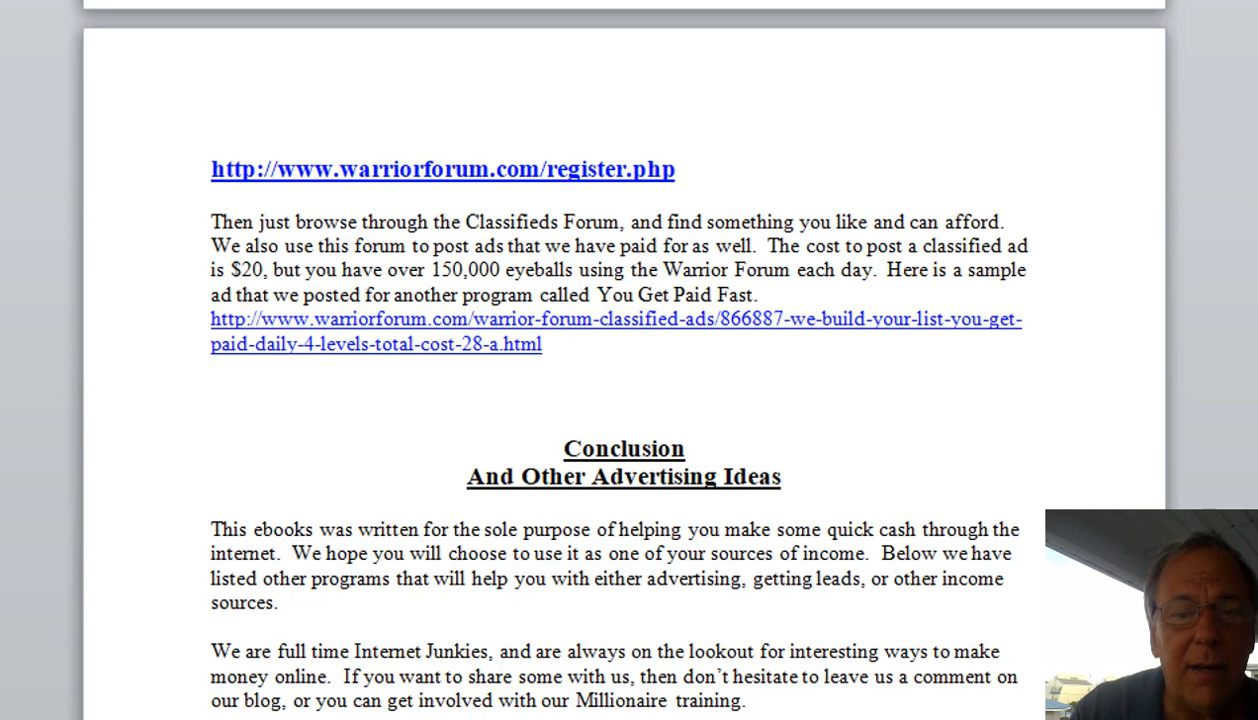 http://www.warriorforum.com/register.php
Then just browse through the Classifieds Forum, and find something you like and can afford.
We also use this forum to post ads that we have paid for as well. The cost to post a classified ad
is $20, but you have over 150,000 eyeballs using the Warrior Forum each day. Here is a sample
ad that we posted for another program called You Get Paid Fast.
http://www.warriorforum.com/warrior-forum-classified-ads/866887-we-build-your-list-you-get-
paid-daily-4-levels-total-cost-28-a.html
Conclusion
And Other Advertising Ideas
This ebooks was written for the sole purpose of helping you make some quick cash through the
internet. We hope you will choose to use it as one of your sources of income. Below we have
listed other programs that will help you with either advertising, getting leads, or other income
sources.
We are full time Internet Junkies, and are always on the lookout for interesting ways to make
money online. If you want to share some with us, then don’t hesitate to leave us a comment on
our blog, or you can get involved with our Millionaire training.